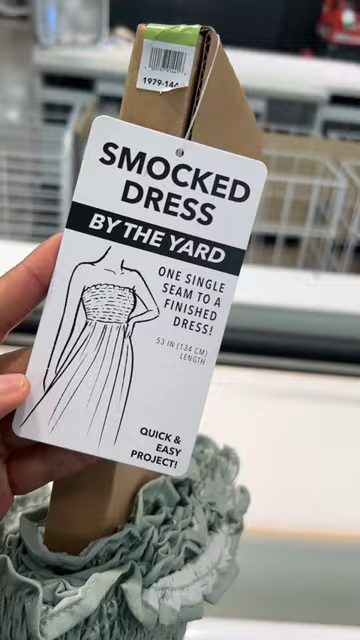 1979-144
SMOCKED
DRESS
BY THE YARD
ONE SINGLE
SEAM TO A
FINISHED
DRESS!
53 IN (134 CM)
LENGTH
QUICK &
EASY
PROJECT!